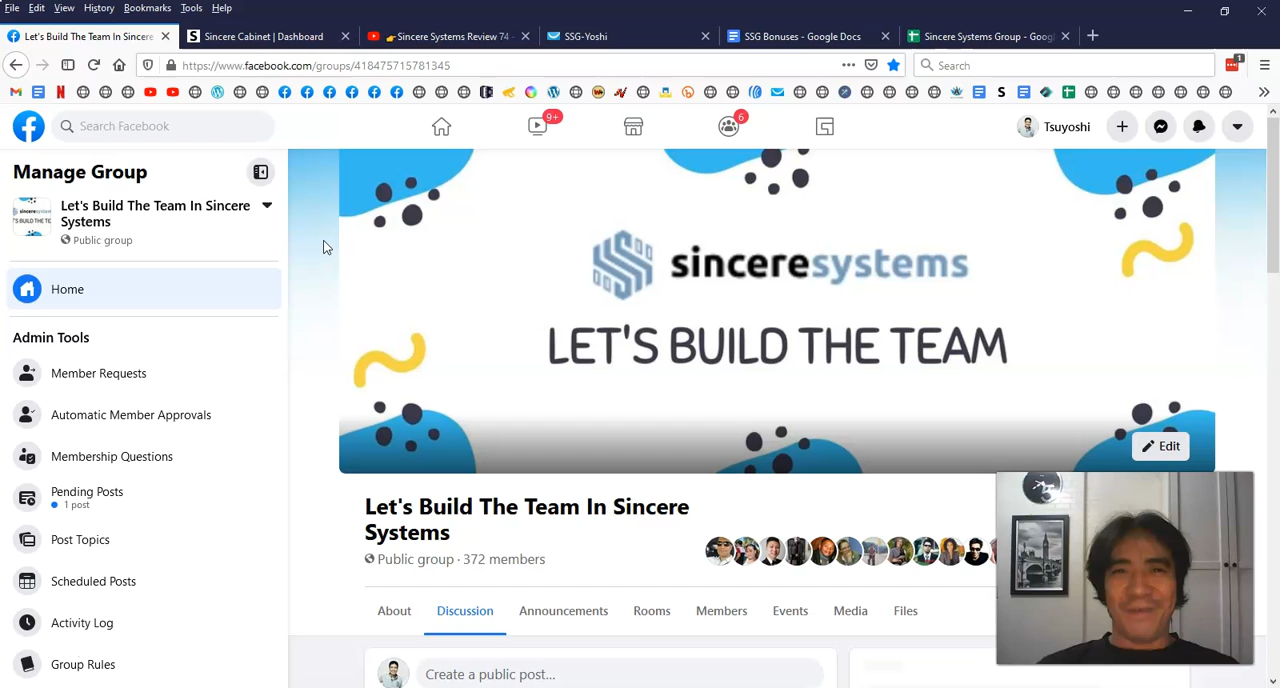 File Edit View History Bookmarks Tools Help
Let's Build The Team In Sincere
Sincere Cabinet | Dashboard
Sincere Systems Review 74 -
SSG-Yoshi
SSG Bonuses - Google Docs
Sincere Systems Group - Goog
https://www.facebook.com/groups/418475715781345
Search
1
Search Facebook
9+
6
Tsuyoshi
Manage Group
Let's Build The Team In Sincere
Systems
Public group
Home
Admin Tools
Member Requests
Automatic Member Approvals
Membership Questions
Pending Posts
1 post
Post Topics
Scheduled Posts
Activity Log
Group Rules
sinceresystems
LET'S BUILD THE TEAM
Edit
Let's Build The Team In Sincere
Systems
Public group · 372 members
About Discussion Announcements Rooms Members Events Media Files
Create a public post...